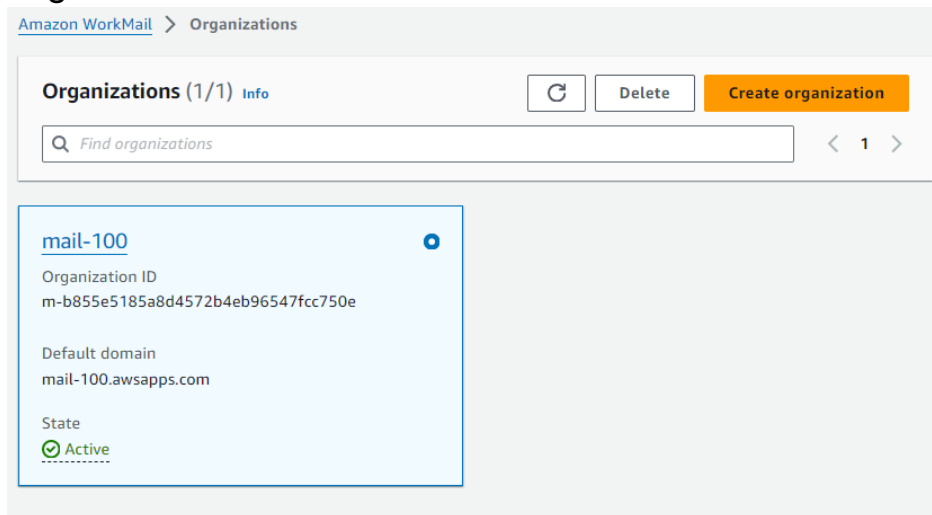 Amazon WorkMail > Organizations
Organizations (1/1) Info
Delete
Create organization
Find organizations
< 1 >
mail-100
Organization ID
m-b855e5185a8d4572b4eb96547fcc750e
Default domain
mail-100.awsapps.com
State
Active